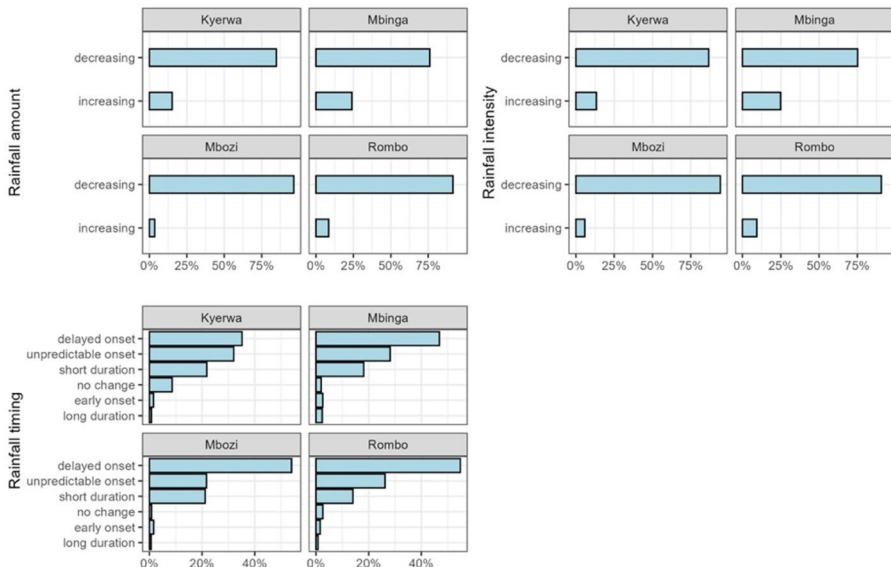 Rainfall amount
Kyerwa
Mbinga
decreasing
increasing
Mbozi
Rombo
decreasing
increasing
0% 25% 50% 75% 0% 25% 50% 75%
Rainfall intensity
Kyerwa
Mbinga
decreasing
increasing
Mbozi
Rombo
decreasing
increasing
0% 25% 50% 75% 0% 25% 50% 75%
Rainfall timing
Kyerwa
Mbinga
delayed onset
unpredictable onset
short duration
no change
early onset
long duration
Mbozi
Rombo
delayed onset
unpredictable onset
short duration
no change
early onset
long duration
0% 20% 40% 0% 20% 40%